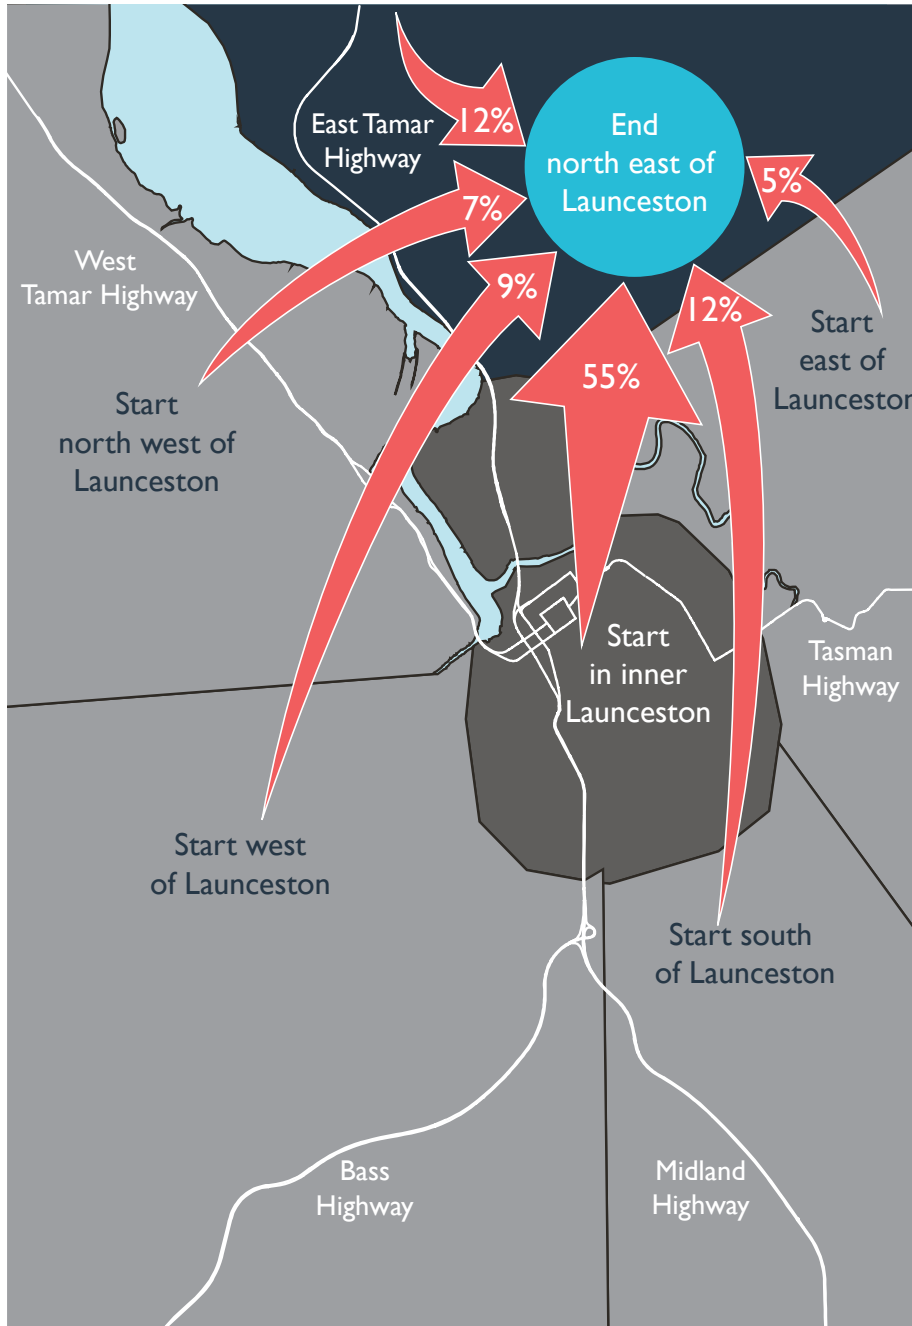 East Tamar
Highway
12%
End
north east of
Launceston
5%
7%
West
Tamar Highway
9%
12%
Start
east of
Launceston
55%
Start
north west of
Launceston
Start
in inner
Launceston
Tasman
Highway
Start west
of Launceston
Start south
of Launceston
Bass
Highway
Midland
Highway